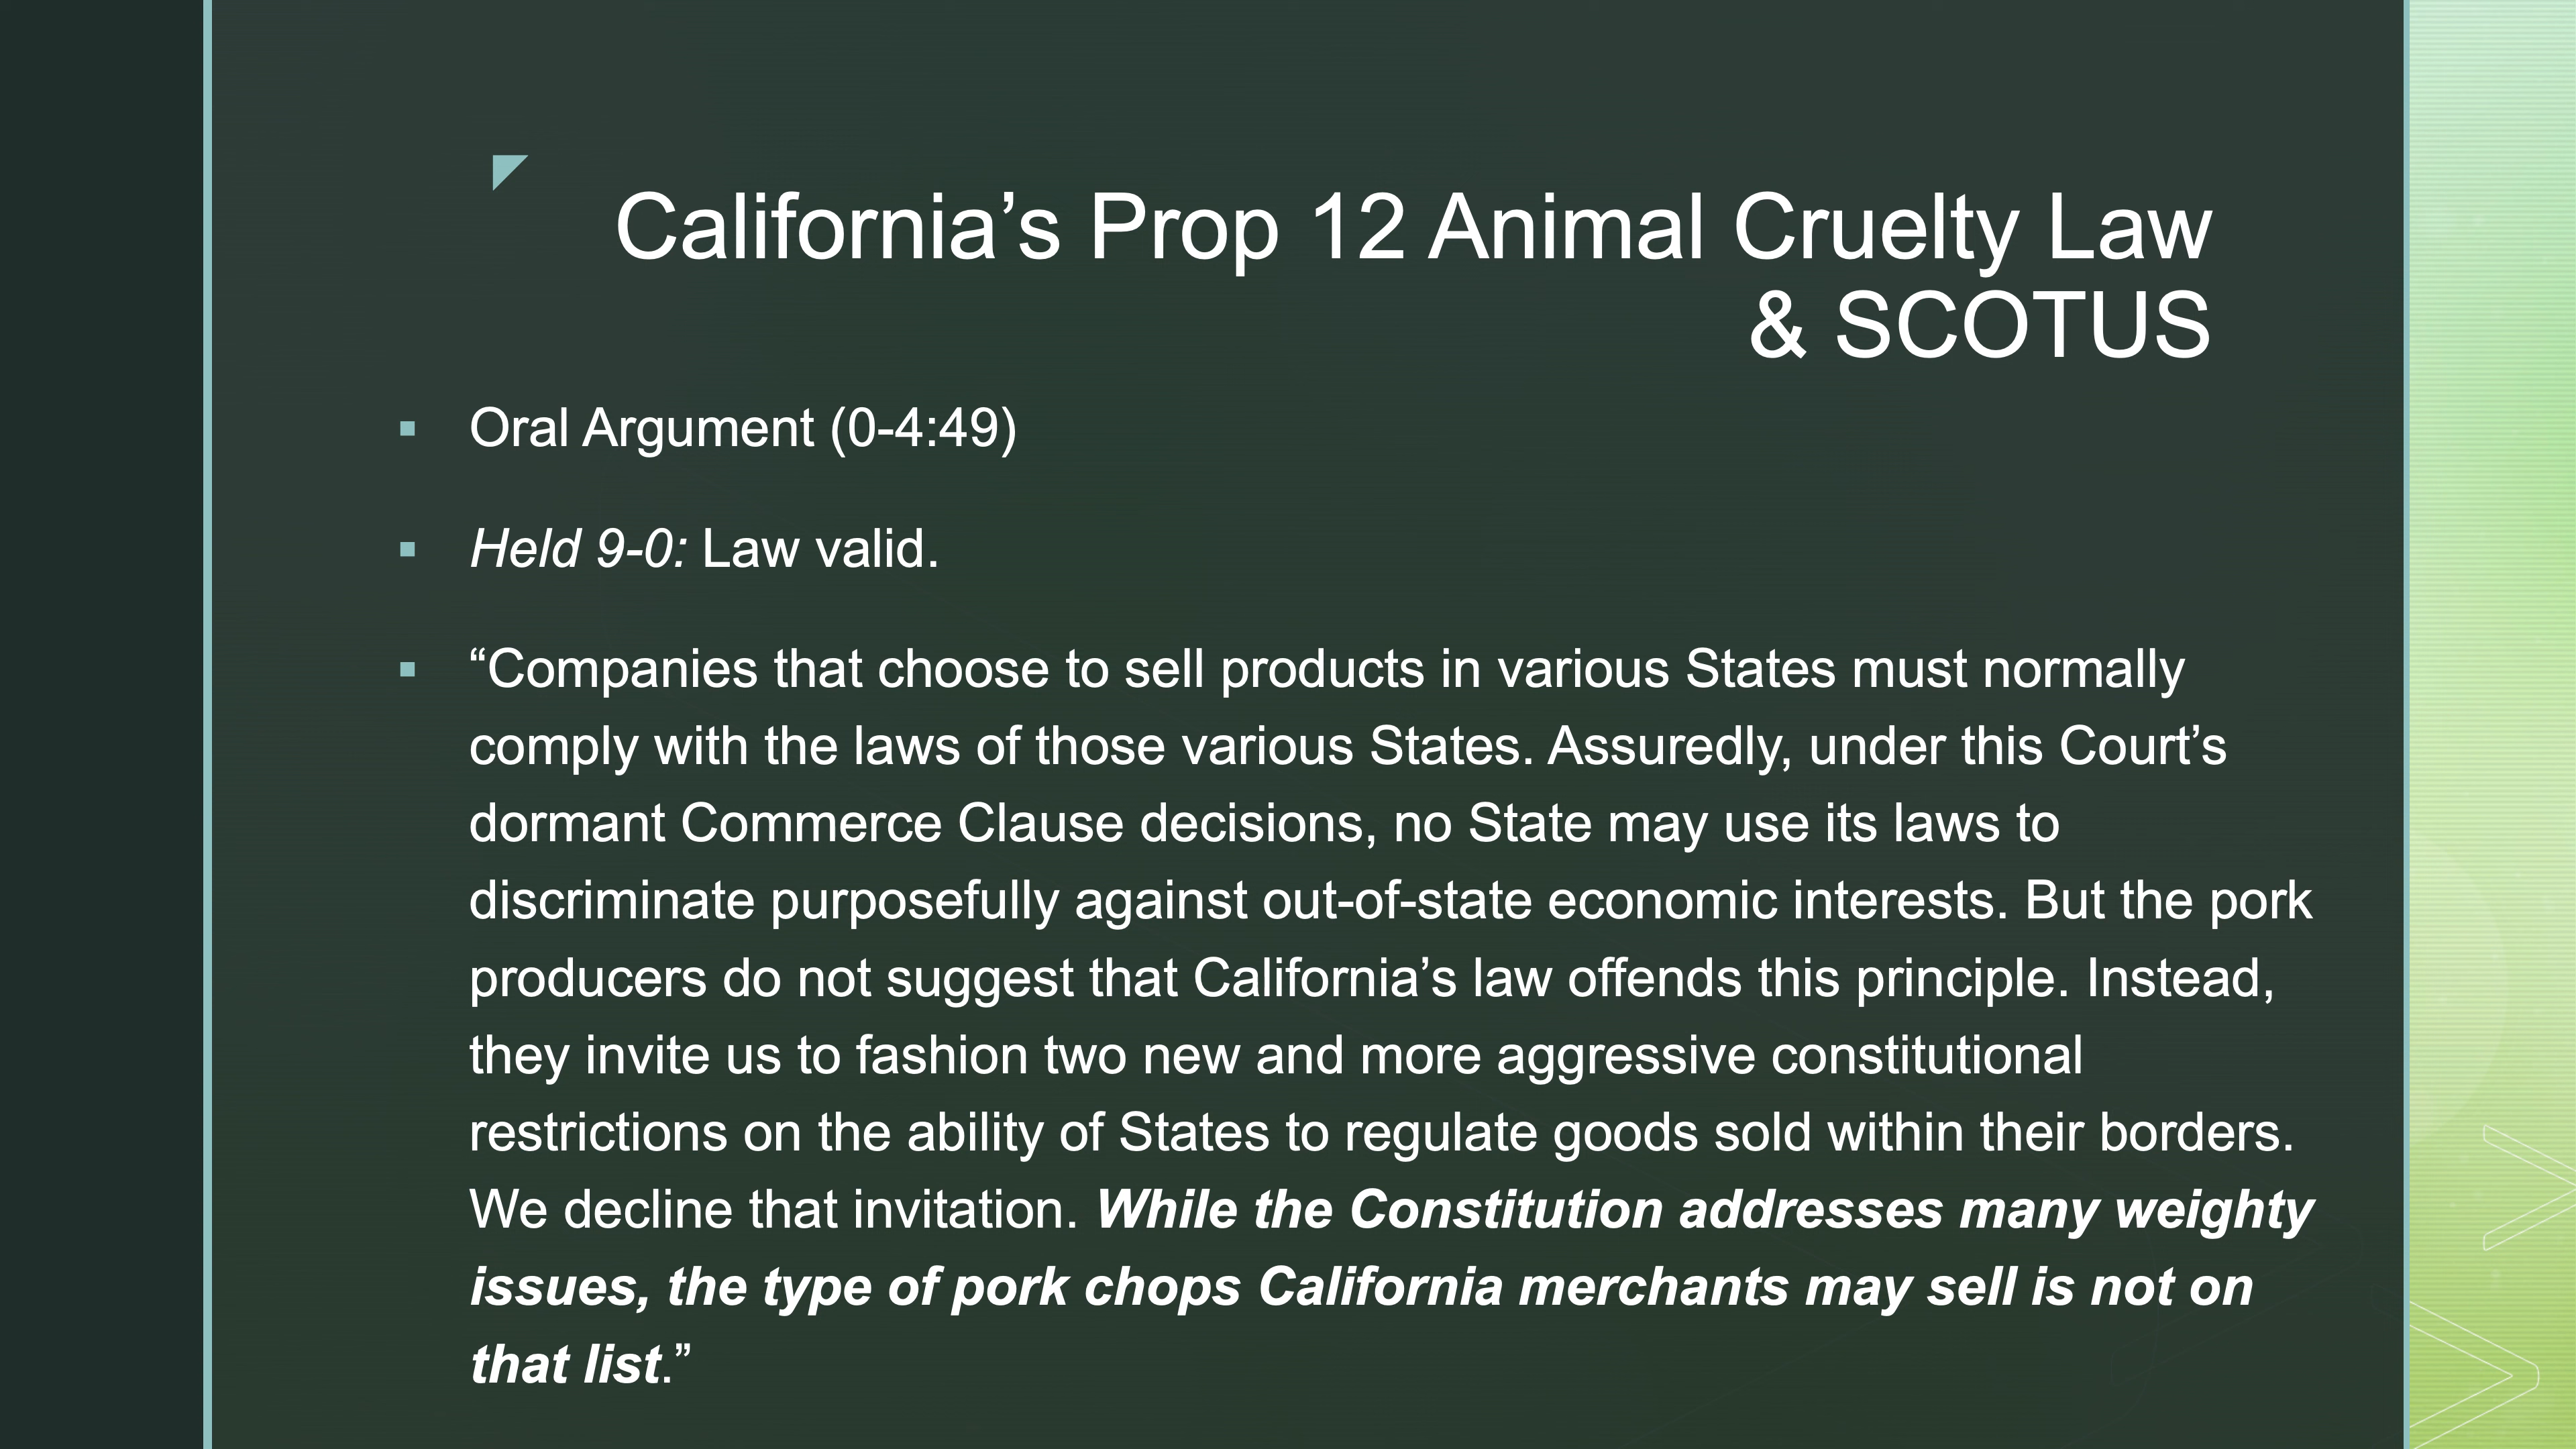 California’s Prop 12 Animal Cruelty Law
& SCOTUS
▪ Oral Argument (0-4:49)
▪ Held 9-0: Law valid.
▪ “Companies that choose to sell products in various States must normally
comply with the laws of those various States. Assuredly, under this Court’s
dormant Commerce Clause decisions, no State may use its laws to
discriminate purposefully against out-of-state economic interests. But the pork
producers do not suggest that California’s law offends this principle. Instead,
they invite us to fashion two new and more aggressive constitutional
restrictions on the ability of States to regulate goods sold within their borders.
We decline that invitation. While the Constitution addresses many weighty
issues, the type of pork chops California merchants may sell is not on
that list.”